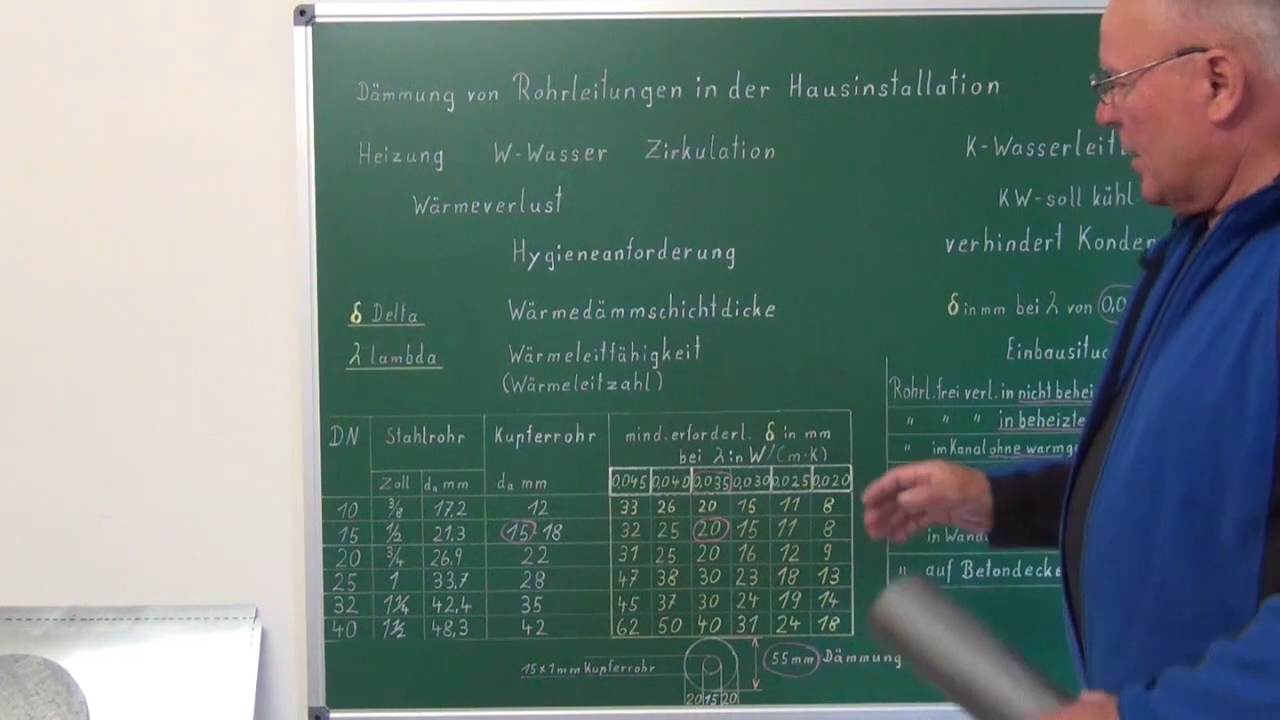 Dämmung von Rohrleitungen in der Hausinstallation
Heizung W-Wasser Zirkulation
Wärmeverlust
Hygieneanforderung
δ Delta Wärmedämmschichtdicke
λ lambda Wärmeleitfähigkeit
(Wärmeleitzahl)
DN Stahlrohr Kupferrohr mind. erforderl. δ in mm
bei λ in W/(m·K)
Zoll da mm da mm 0,045 0,040 0,035 0,030 0,025 0,020
10 3/8 17,2 12 33 26 20 15 11 8
15 1/2 21,3 15 18 32 25 20 15 11 8
20 3/4 26,9 22 31 25 20 16 12 9
25 1 33,7 28 47 38 30 23 18 13
32 1 1/4 42,4 35 45 37 30 24 19 14
40 1 1/2 48,3 42 62 50 40 31 24 18
15x1mm Kupferrohr 55mm Dämmung
20 15 20
K-Wasserleit
KW-soll kühl
verhindert Konden
δ in mm bei λ von 0,0
Einbausitu
Rohrl. frei verl. in nicht behei
" " " in beheizte
" im Kanal ohne warmg
in Wand
" auf Betondecke